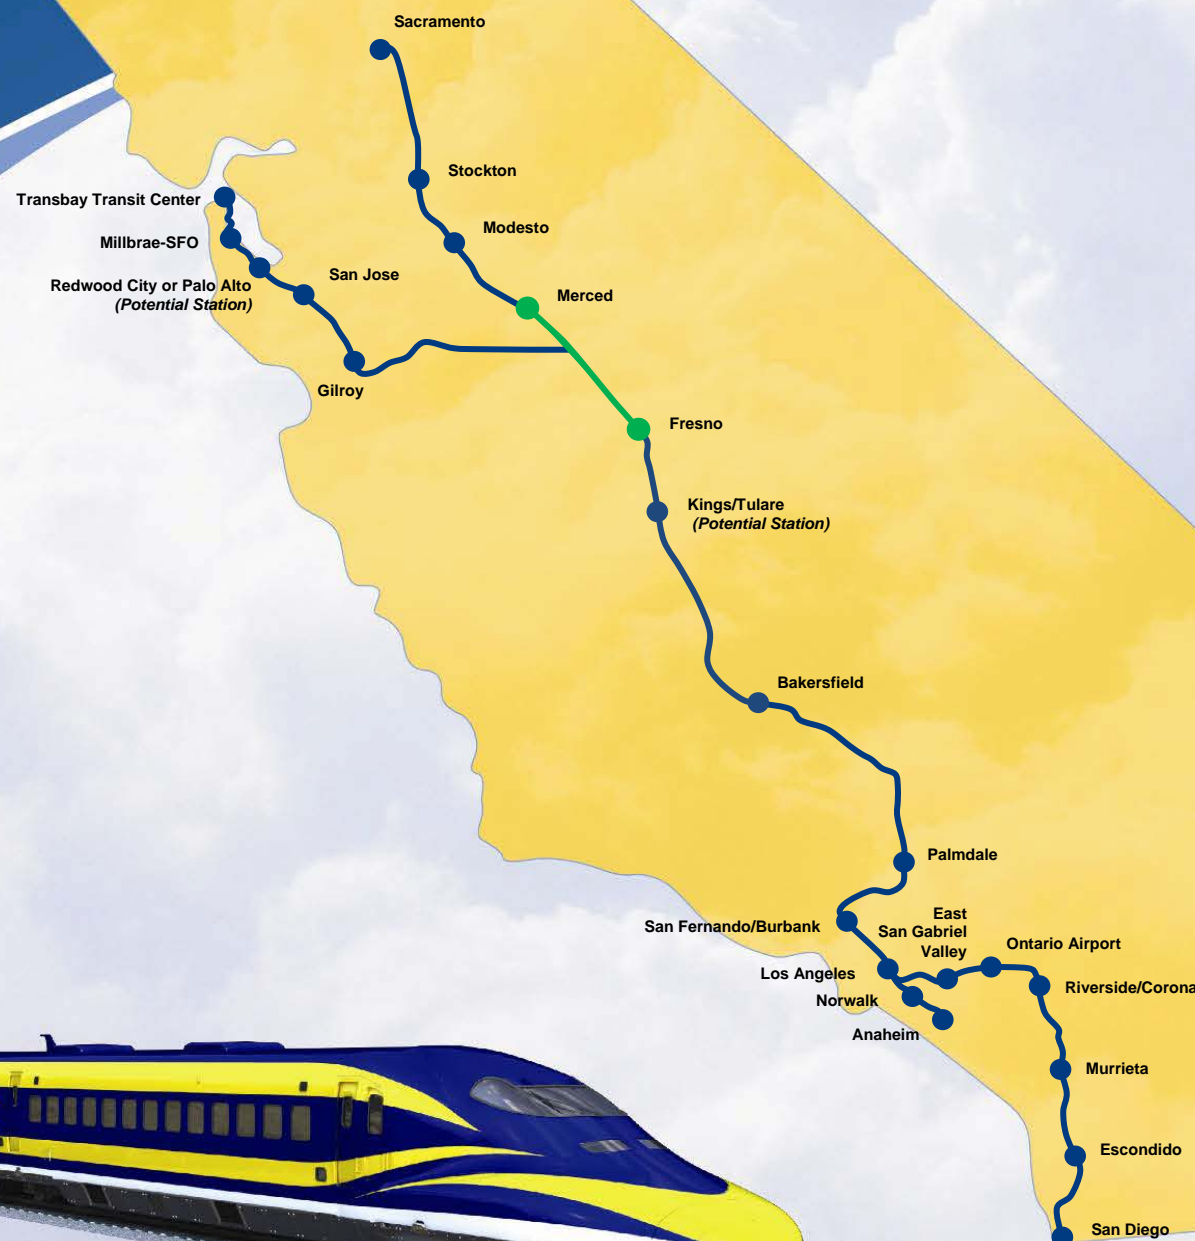 Sacramento
Stockton
Transbay Transit Center
Modesto
Millbrae-SFO
San Jose
Redwood City or Palo Alto
(Potential Station)
Merced
Gilroy
Fresno
Kings/Tulare
(Potential Station)
Bakersfield
Palmdale
San Fernando/Burbank
East
San Gabriel
Valley
Ontario Airport
Los Angeles
Riverside/Corona
Norwalk
Anaheim
Murrieta
Escondido
San Diego